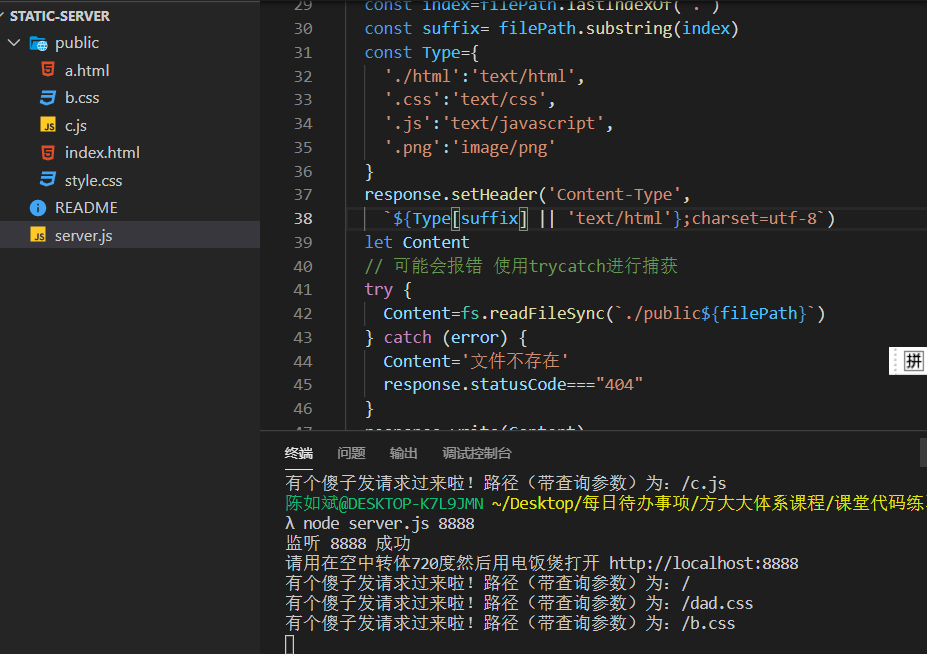 STATIC-SERVER
public
a.html
b.css
c.js
index.html
style.css
README
server.js
29 const index=filePath.lastIndexOf('.')
30 const suffix= filePath.substring(index)
31 const Type={
32 './html':'text/html',
33 '.css':'text/css',
34 '.js':'text/javascript',
35 '.png':'image/png'
36 }
37 response.setHeader('Content-Type',
38 `${Type[suffix] || 'text/html'};charset=utf-8`)
39 let Content
40 // 可能会报错 使用trycatch进行捕获
41 try {
42 Content=fs.readFileSync(`./public${filePath}`)
43 } catch (error) {
44 Content='文件不存在'
45 response.statusCode==="404"
46 }
47 response.write(Content)
拼
终端 问题 输出 调试控制台
有个傻子发请求过来啦！路径（带查询参数）为：/c.js
陈如斌@DESKTOP-K7L9JMN ~/Desktop/每日待办事项/方大大体系课程/课堂代码练
λ node server.js 8888
监听 8888 成功
请用在空中转体720度然后用电饭煲打开 http://localhost:8888
有个傻子发请求过来啦！路径（带查询参数）为：/
有个傻子发请求过来啦！路径（带查询参数）为：/dad.css
有个傻子发请求过来啦！路径（带查询参数）为：/b.css